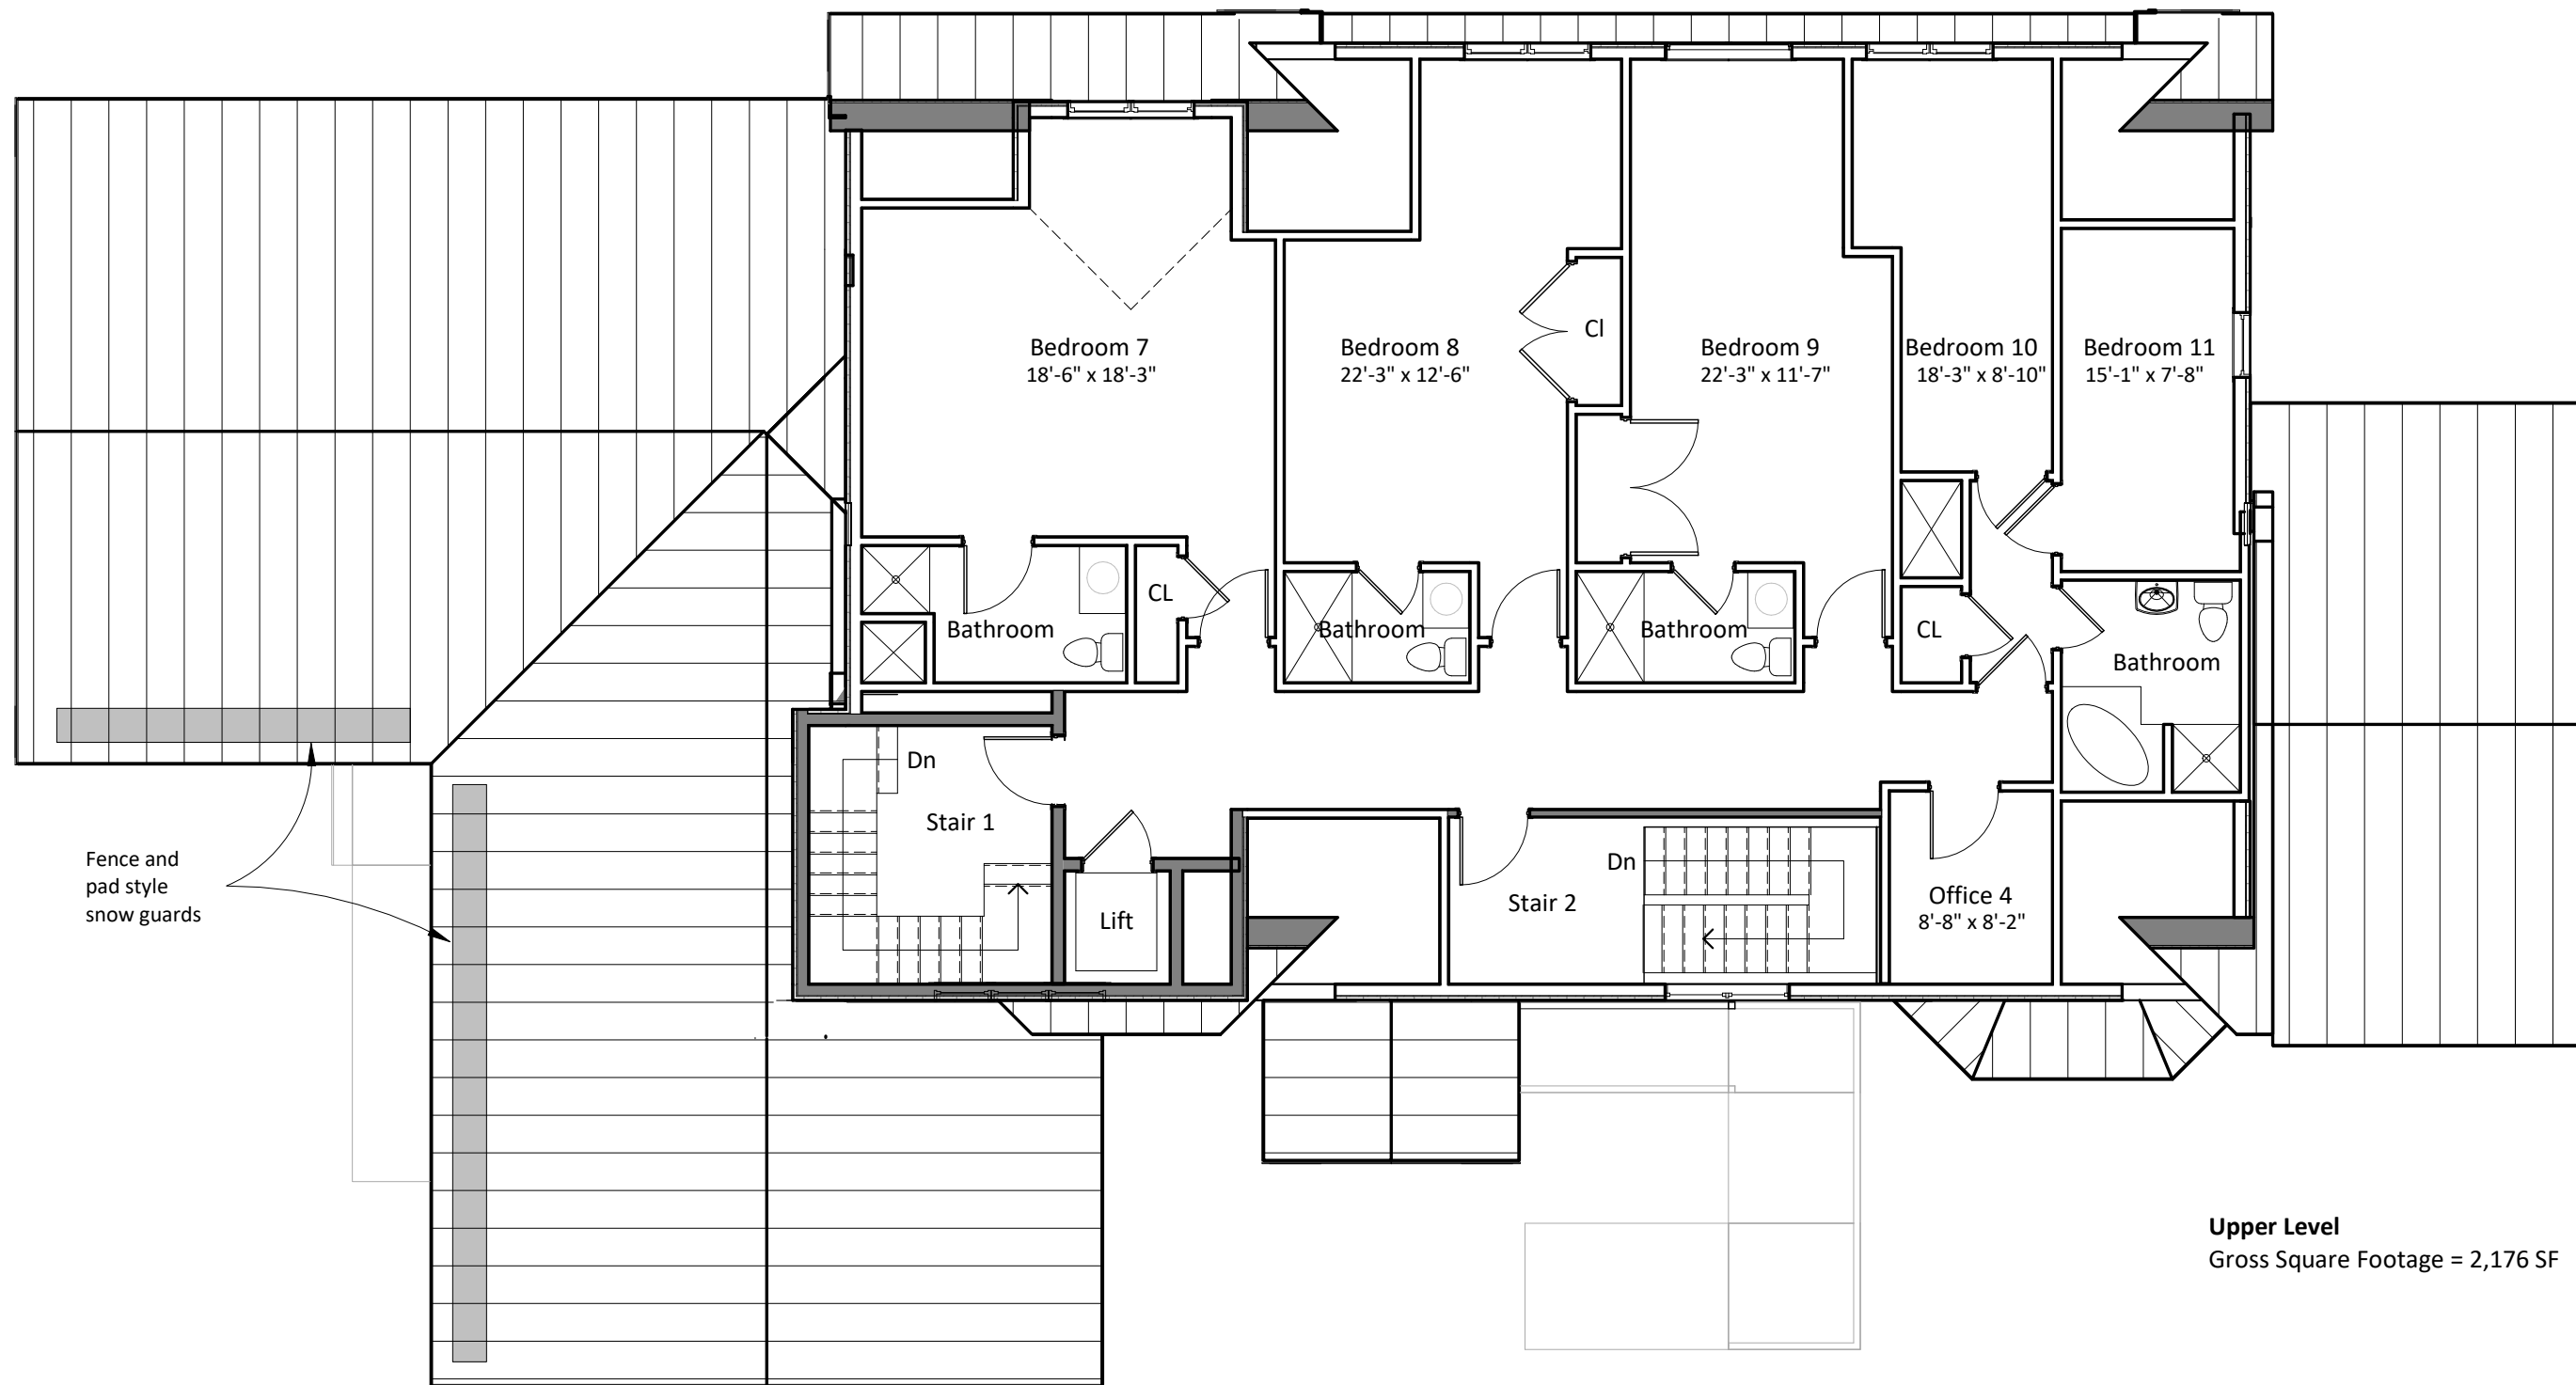 Bedroom 7
18'-6" x 18'-3"
Bedroom 8
22'-3" x 12'-6"
Cl
Bedroom 9
22'-3" x 11'-7"
Bedroom 10
18'-3" x 8'-10"
Bedroom 11
15'-1" x 7'-8"
Bathroom
CL
Bathroom
Bathroom
CL
Bathroom
Dn
Stair 1
Lift
Dn
Stair 2
Office 4
8'-8" x 8'-2"
Fence and
pad style
snow guards
Upper Level
Gross Square Footage = 2,176 SF